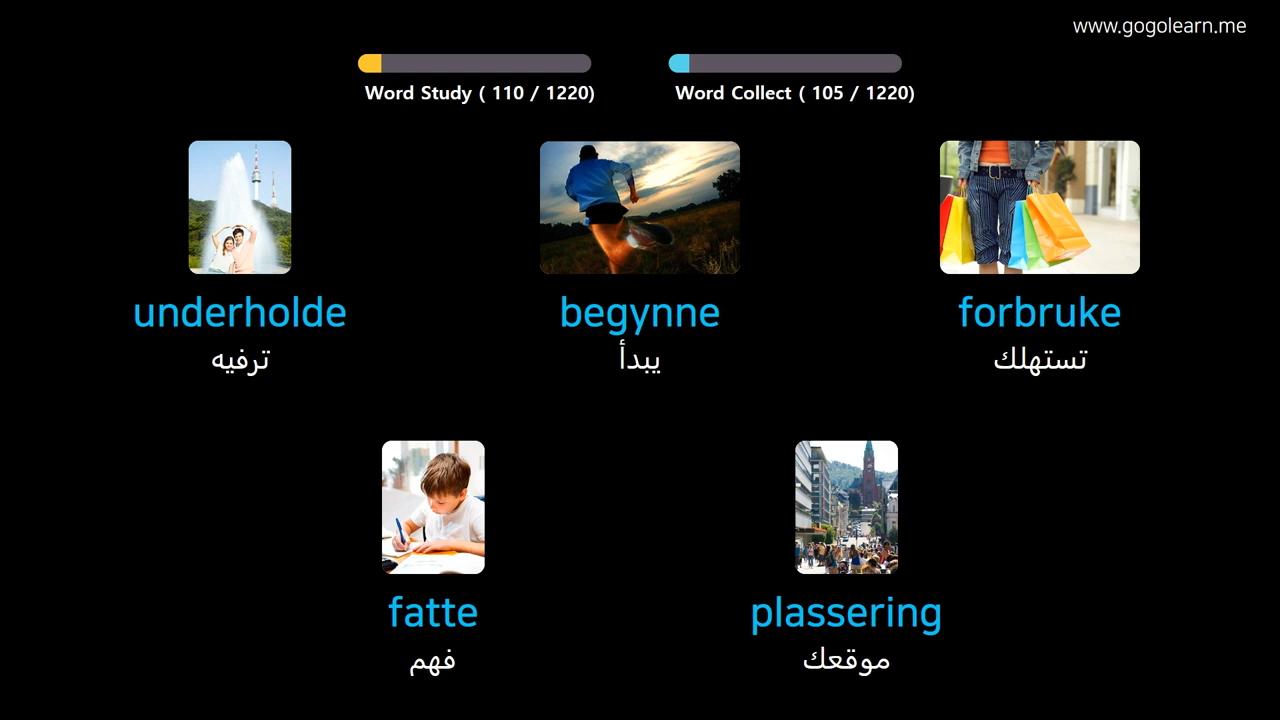 www.gogolearn.me
Word Study ( 110 / 1220)
Word Collect ( 105 / 1220)
underholde
ترفيه
begynne
يبدأ
forbruke
تستهلك
fatte
فهم
plassering
موقعك